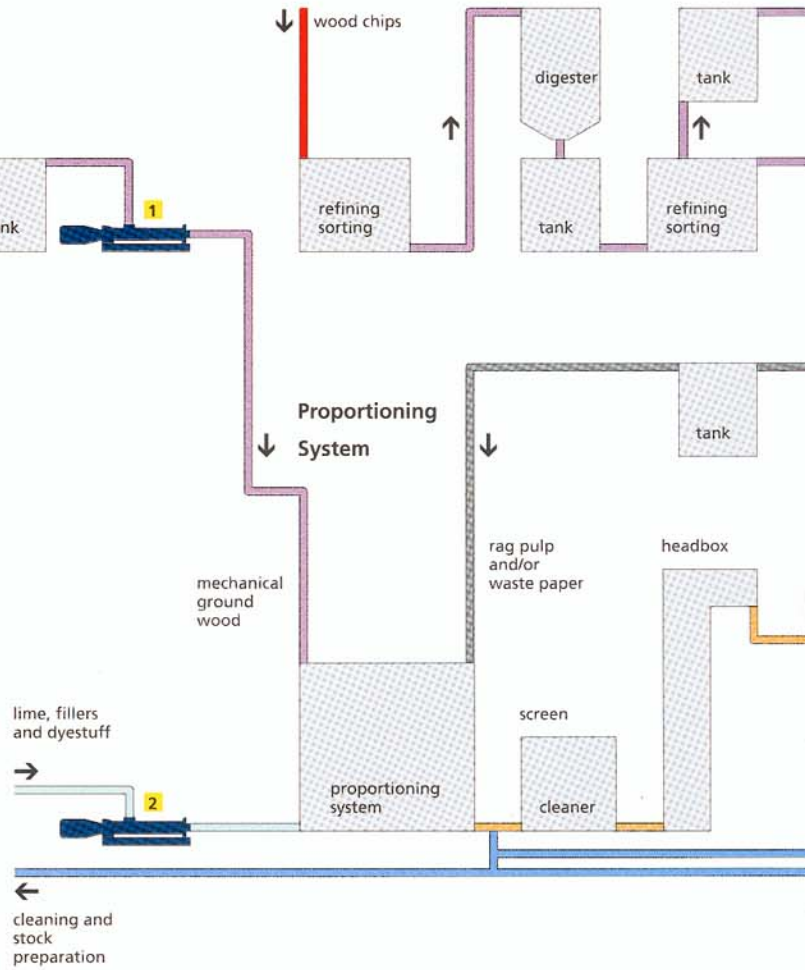 wood chips
digester
tank
1
nk
refining
sorting
tank
refining
sorting
Proportioning
System
tank
rag pulp
and/or
waste paper
headbox
mechanical
ground
wood
lime, fillers
and dyestuff
screen
2
proportioning
system
cleaner
cleaning and
stock
preparation